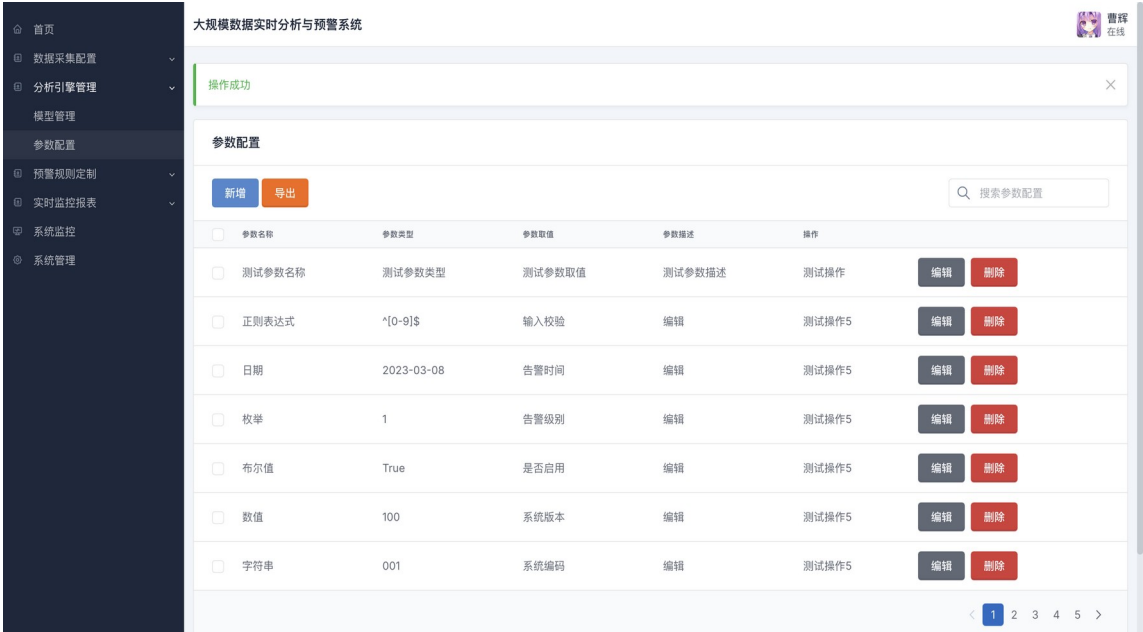 首页
数据采集配置
分析引擎管理
模型管理
参数配置
预警规则定制
实时监控报表
系统监控
系统管理
大规模数据实时分析与预警系统
曹辉
在线
操作成功
参数配置
新增 导出 搜索参数配置
参数名称 参数类型 参数取值 参数描述 操作
测试参数名称 测试参数类型 测试参数取值 测试参数描述 测试操作 编辑 删除
正则表达式 ^[0-9]$ 输入校验 编辑 测试操作5 编辑 删除
日期 2023-03-08 告警时间 编辑 测试操作5 编辑 删除
枚举 1 告警级别 编辑 测试操作5 编辑 删除
布尔值 True 是否启用 编辑 测试操作5 编辑 删除
数值 100 系统版本 编辑 测试操作5 编辑 删除
字符串 001 系统编码 编辑 测试操作5 编辑 删除
1 2 3 4 5